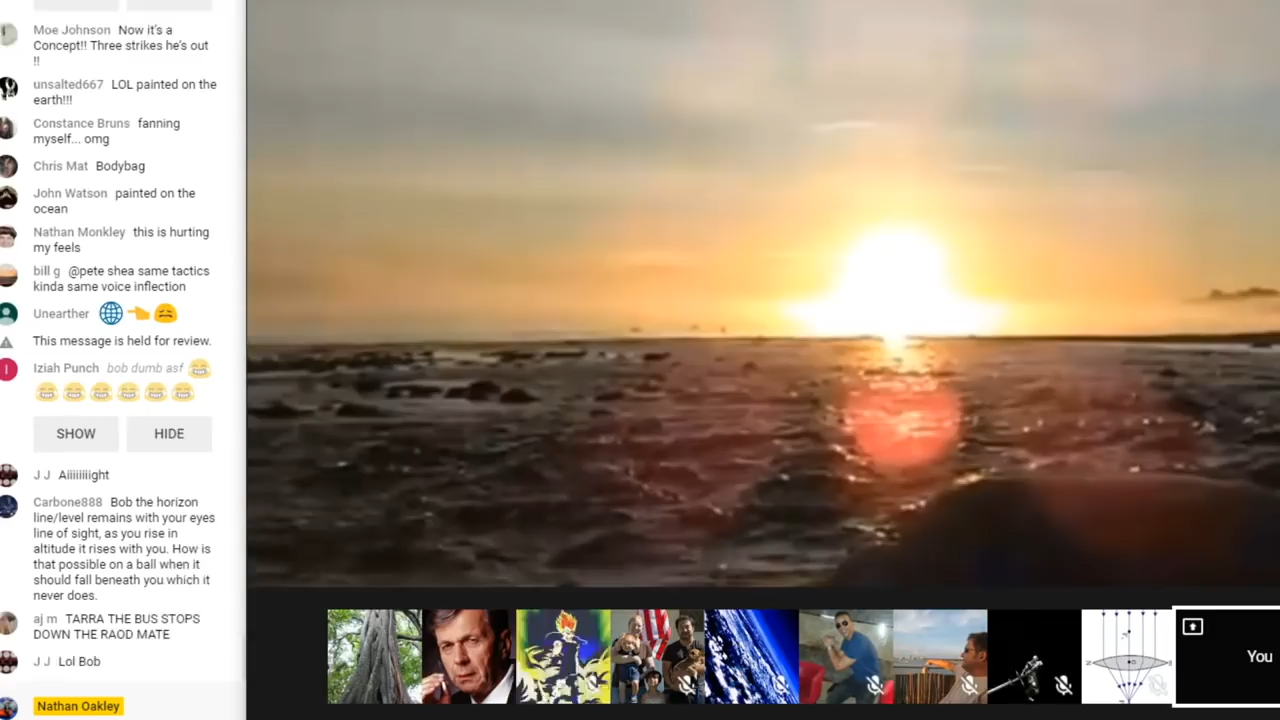 Moe Johnson Now it's a
Concept!! Three strikes he's out
!!
unsalted667 LOL painted on the
earth!!!
Constance Bruns fanning
myself... omg
Chris Mat Bodybag
John Watson painted on the
ocean
Nathan Monkley this is hurting
my feels
bill g @pete shea same tactics
kinda same voice inflection
Unearther
This message is held for review.
I
Iziah Punch bob dumb asf
SHOW HIDE
J J Aiiiiiiiight
Carbone888 Bob the horizon
line/level remains with your eyes
line of sight, as you rise in
altitude it rises with you. How is
that possible on a ball when it
should fall beneath you which it
never does.
aj m TARRA THE BUS STOPS
DOWN THE RAOD MATE
J J Lol Bob
Nathan Oakley
You